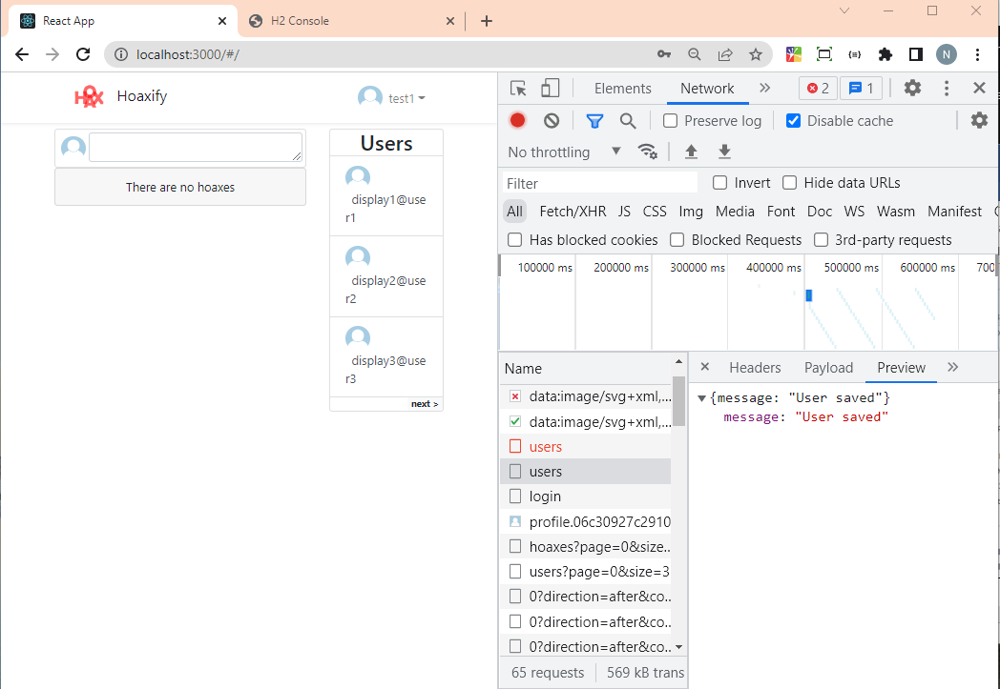 React App
H2 Console
localhost:3000/#/
N
Hoaxify
test1
There are no hoaxes
Users
display1@use
r1
display2@use
r2
display3@use
r3
next >
Elements
Network
2
1
Preserve log
Disable cache
No throttling
Filter
Invert
Hide data URLs
All
Fetch/XHR
JS
CSS
Img
Media
Font
Doc
WS
Wasm
Manifest
Has blocked cookies
Blocked Requests
3rd-party requests
100000 ms
200000 ms
300000 ms
400000 ms
500000 ms
600000 ms
700
Name
Headers
Payload
Preview
data:image/svg+xml,...
data:image/svg+xml,...
users
users
login
profile.06c30927c2910
hoaxes?page=0&size..
users?page=0&size=3
0?direction=after&co..
0?direction=after&co..
0?direction=after&co..
{message: "User saved"}
message: "User saved"
65 requests
569 kB trans